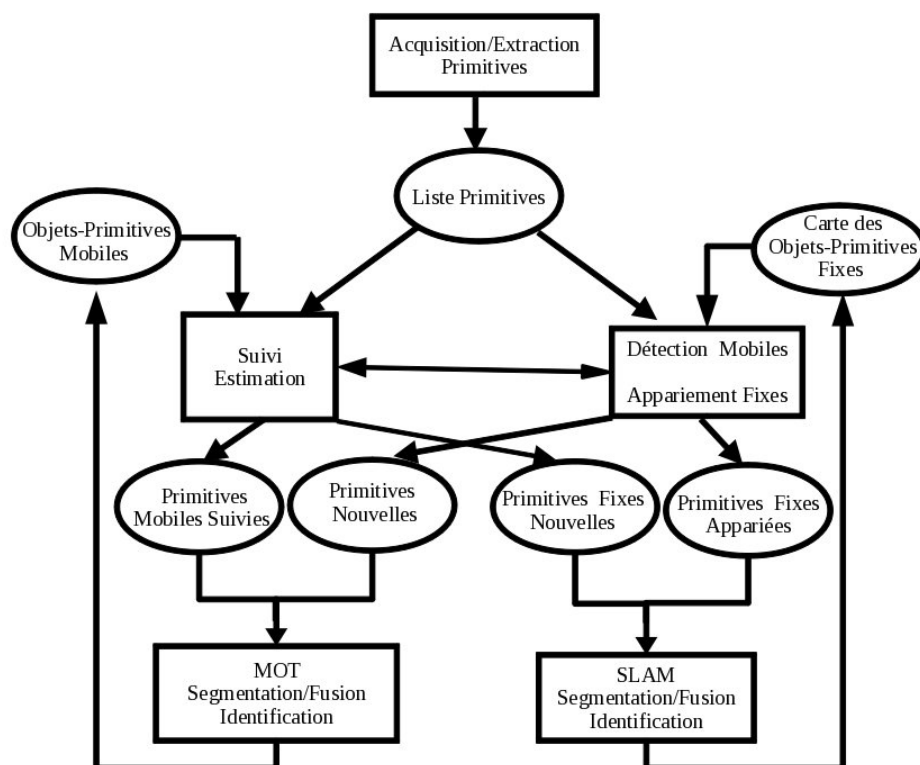 Acquisition/Extraction
Primitives
Liste Primitives
Objets-Primitives
Mobiles
Carte des
Objets-Primitives
Fixes
Suivi
Estimation
Détection Mobiles
Appariement Fixes
Primitives
Mobiles Suivies
Primitives
Nouvelles
Primitives Fixes
Nouvelles
Primitives Fixes
Appariées
MOT
Segmentation/Fusion
Identification
SLAM
Segmentation/Fusion
Identification